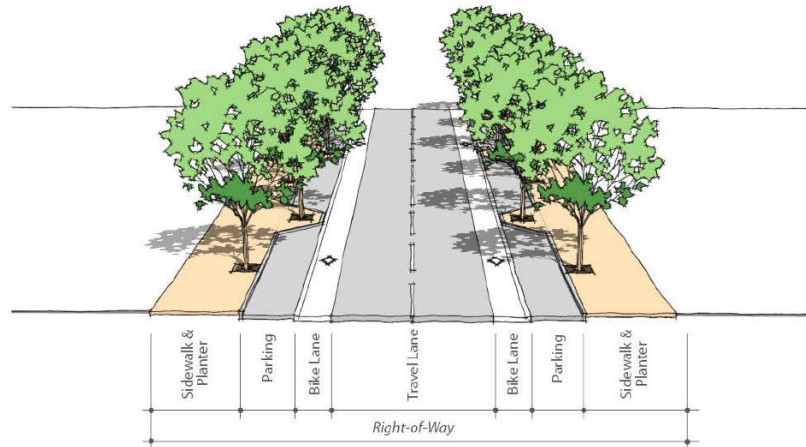 Sidewalk &
Planter
Parking
Bike Lane
Travel Lane
Bike Lane
Parking
Sidewalk &
Planter
Right-of-Way